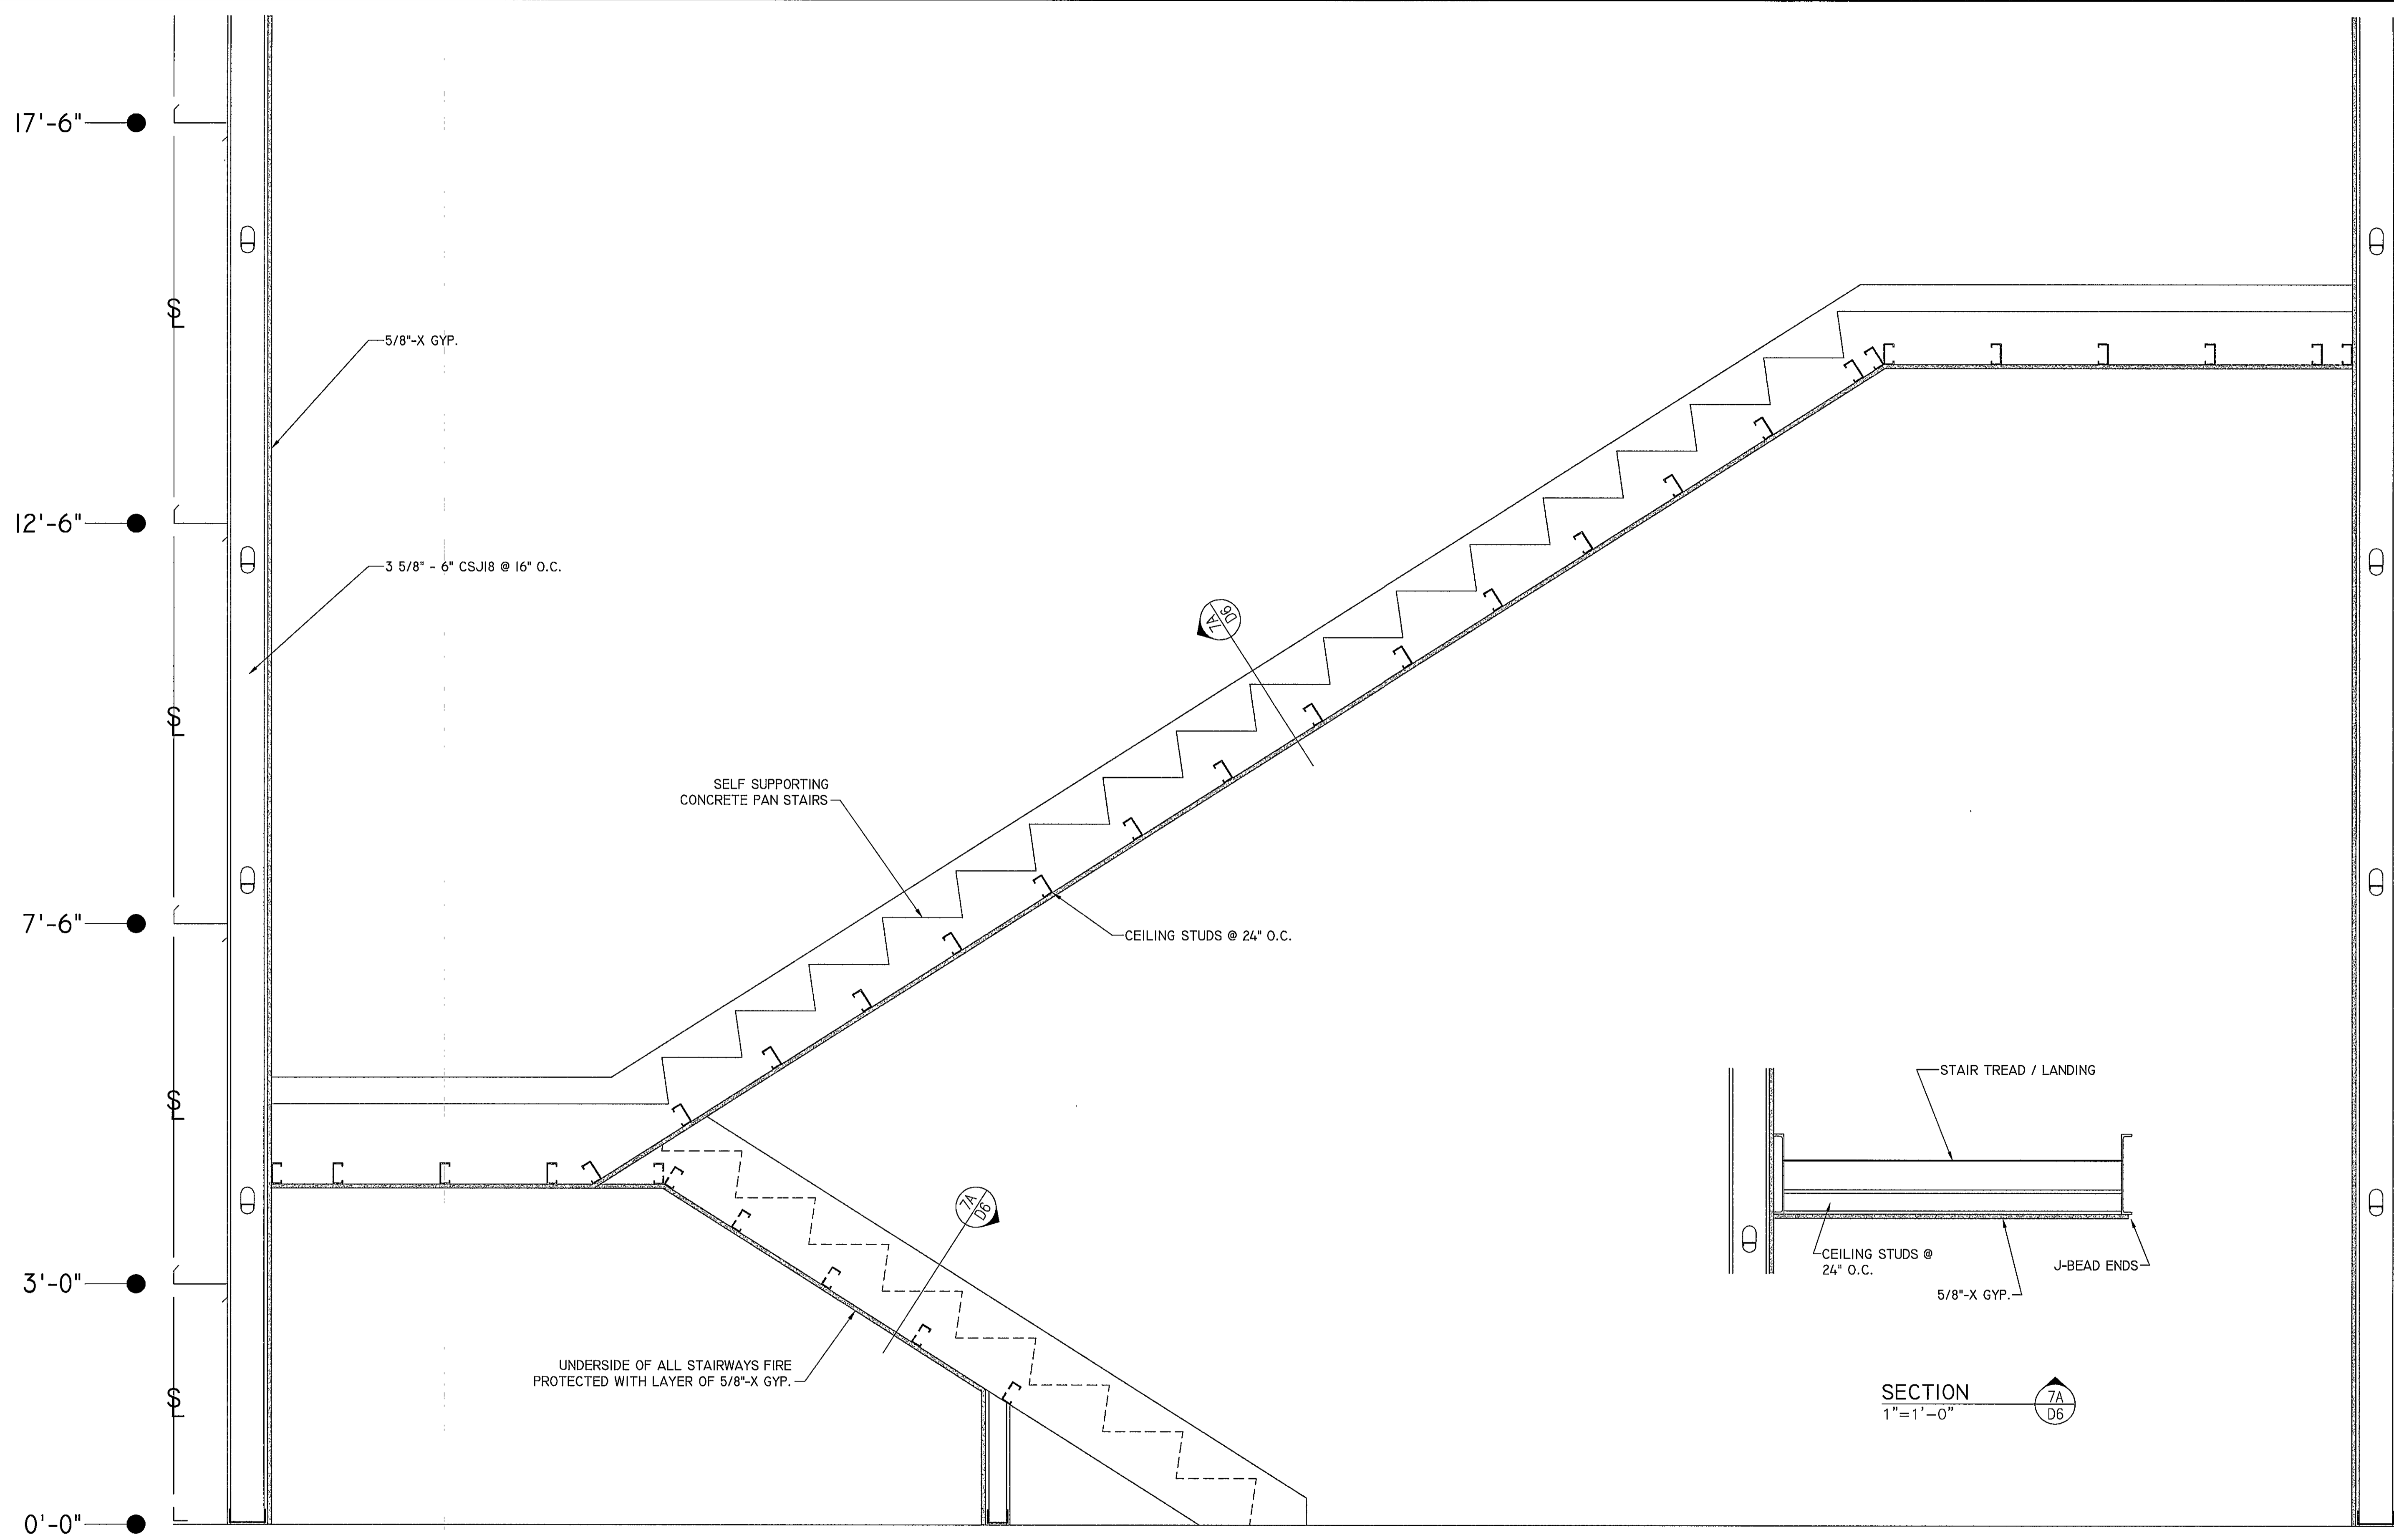 17'-6"
5/8"-X GYP.
12'-6"
3 5/8" - 6" CSJ18 @ 16" O.C.
7A
D6
SELF SUPPORTING
CONCRETE PAN STAIRS
7'-6"
CEILING STUDS @ 24" O.C.
STAIR TREAD / LANDING
7A
D6
CEILING STUDS @
24" O.C.
J-BEAD ENDS
5/8"-X GYP.
3'-0"
UNDERSIDE OF ALL STAIRWAYS FIRE
PROTECTED WITH LAYER OF 5/8"-X GYP.
SECTION
1"=1'-0"
7A
D6
0'-0"